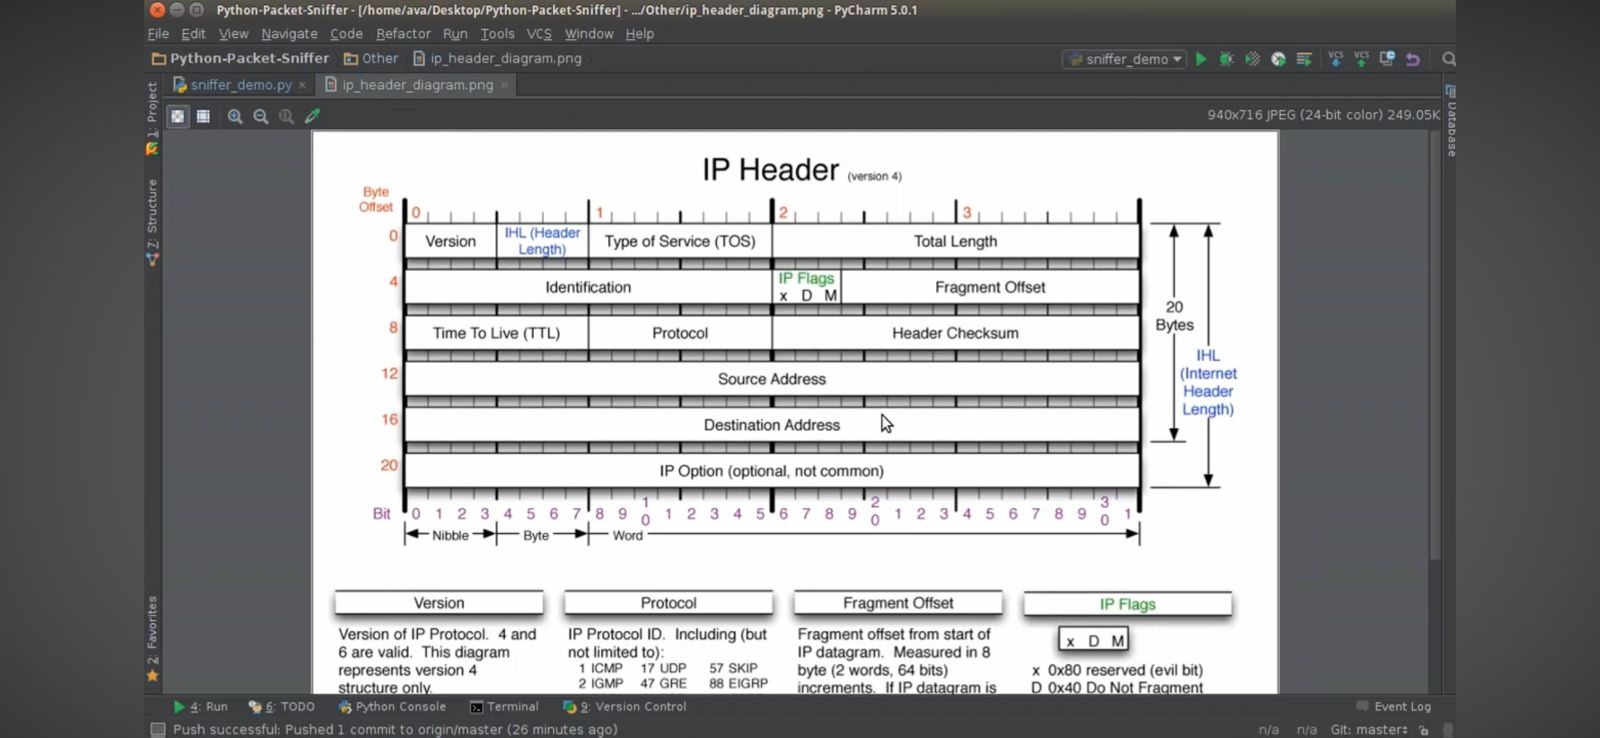 Python-Packet-Sniffer - [/home/ava/Desktop/Python-Packet-Sniffer] - .../Other/ip_header_diagram.png - PyCharm 5.0.1
File Edit View Navigate Code Refactor Run Tools VCS Window Help
Python-Packet-Sniffer Other ip_header_diagram.png sniffer_demo VCS VCS
sniffer_demo.py × ip_header_diagram.png ×
940x716 JPEG (24-bit color) 249.05K
1: Project
7: Structure
2: Favorites
Database
IP Header (version 4)
Byte
Offset
0 1 2 3
0 Version IHL (Header Length) Type of Service (TOS) Total Length
4 Identification IP Flags x D M Fragment Offset
8 Time To Live (TTL) Protocol Header Checksum
12 Source Address
16 Destination Address
20 IP Option (optional, not common)
20
Bytes
IHL
(Internet
Header
Length)
Bit 0 1 2 3 4 5 6 7 8 9 10 1 2 3 4 5 6 7 8 9 20 1 2 3 4 5 6 7 8 9 30 1
Nibble Byte Word
Version
Version of IP Protocol. 4 and
6 are valid. This diagram
represents version 4
structure only.
Protocol
IP Protocol ID. Including (but
not limited to):
1 ICMP 17 UDP 57 SKIP
2 IGMP 47 GRE 88 EIGRP
Fragment Offset
Fragment offset from start of
IP datagram. Measured in 8
byte (2 words, 64 bits)
increments. If IP datagram is
IP Flags
x D M
x 0x80 reserved (evil bit)
D 0x40 Do Not Fragment
4: Run 6: TODO Python Console Terminal 9: Version Control Event Log
Push successful: Pushed 1 commit to origin/master (26 minutes ago) n/a n/a Git: master